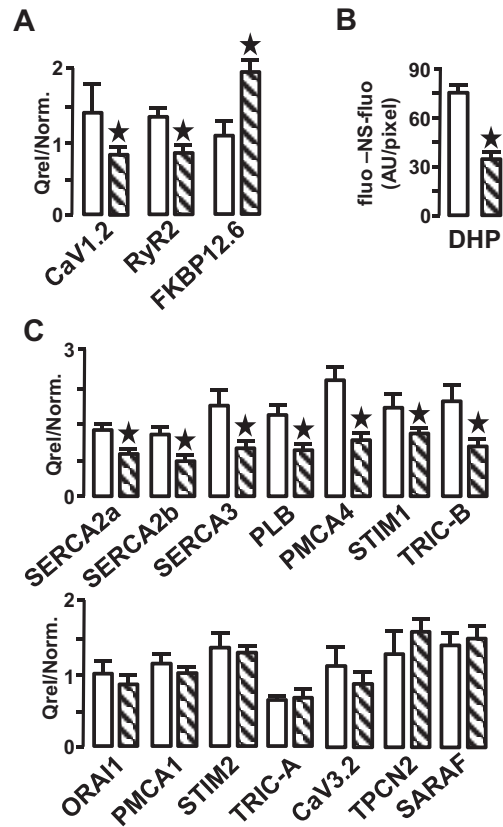 A
B
Qrel/Norm.
2
1
0
★
★
★
CaV1.2
RyR2
FKBP12.6
fluo –NS-fluo
(AU/pixel)
90
60
30
0
★
DHP
C
Qrel/Norm.
3
0
★
★
★
★
★
★
★
SERCA2a
SERCA2b
SERCA3
PLB
PMCA4
STIM1
TRIC-B
Qrel/Norm.
2
1
0
ORAI1
PMCA1
STIM2
TRIC-A
CaV3.2
TPCN2
SARAF